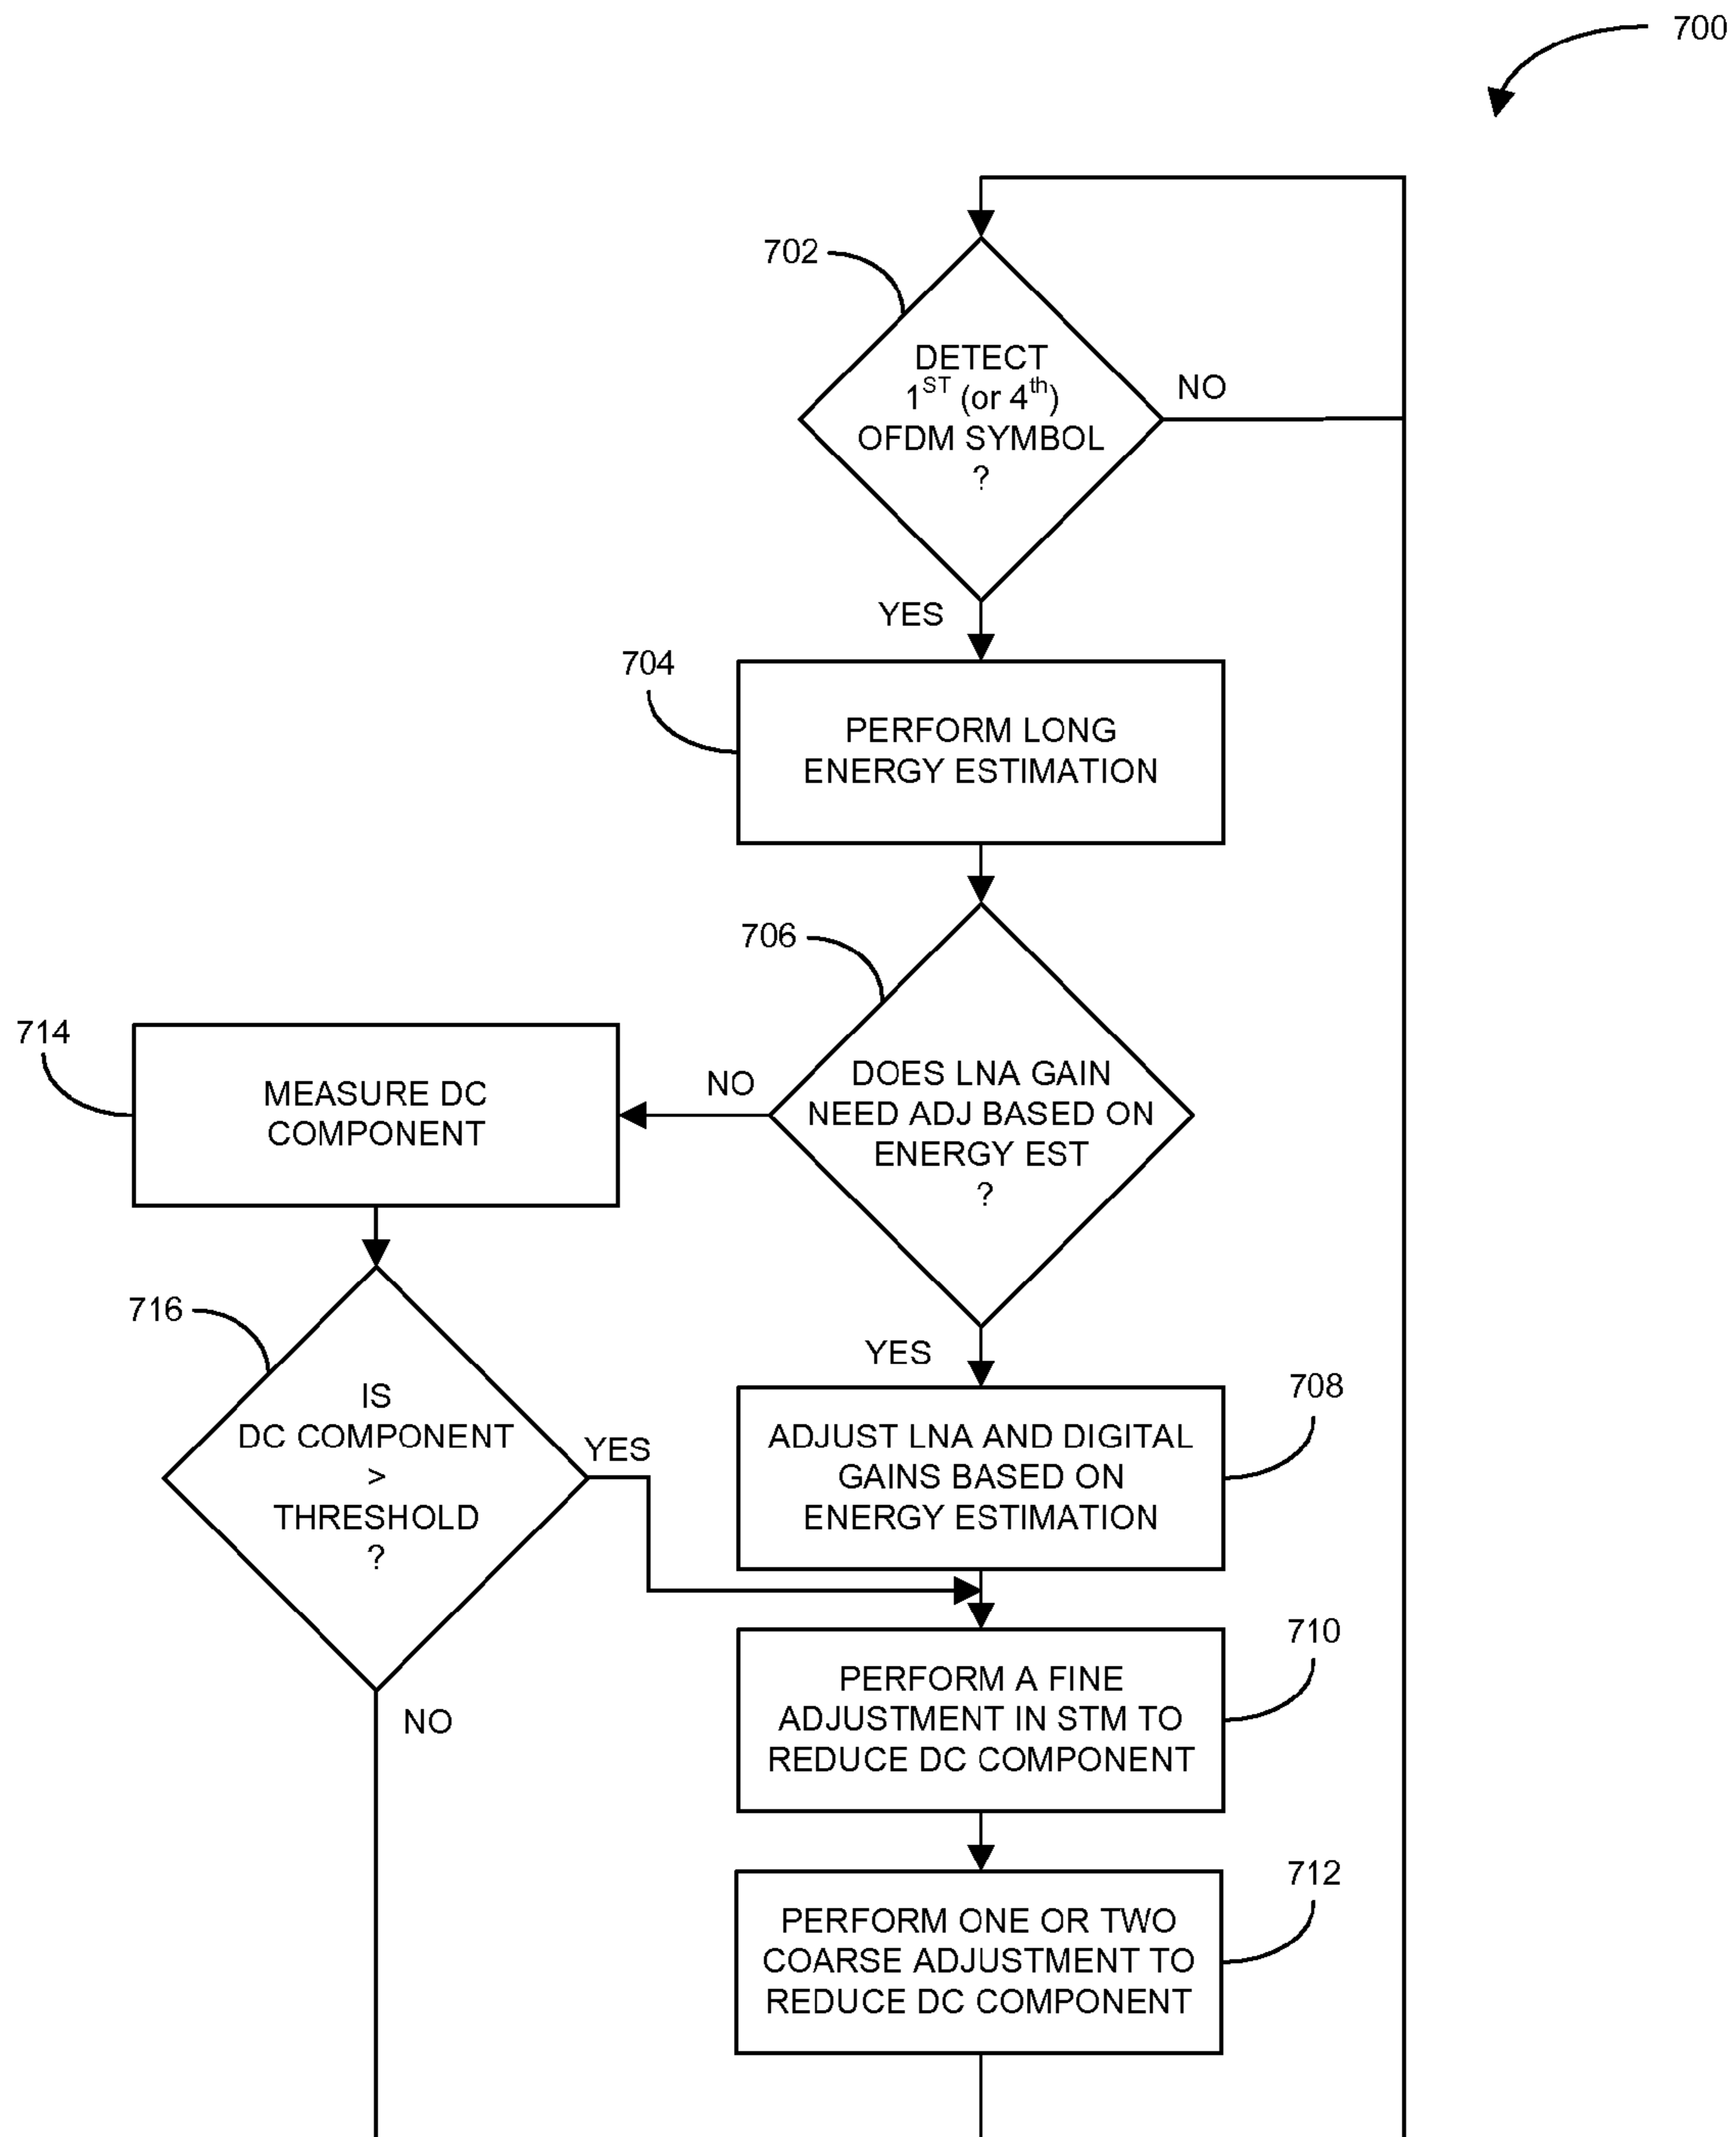 700
702
DETECT
1ST (or 4th)
OFDM SYMBOL
?
NO
YES
704
PERFORM LONG
ENERGY ESTIMATION
706
DOES LNA GAIN
NEED ADJ BASED ON
ENERGY EST
?
NO
714
MEASURE DC
COMPONENT
YES
716
IS
DC COMPONENT
>
THRESHOLD
?
YES
NO
708
ADJUST LNA AND DIGITAL
GAINS BASED ON
ENERGY ESTIMATION
710
PERFORM A FINE
ADJUSTMENT IN STM TO
REDUCE DC COMPONENT
712
PERFORM ONE OR TWO
COARSE ADJUSTMENT TO
REDUCE DC COMPONENT